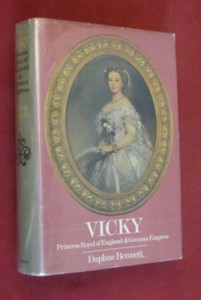 VICKY
Princess Royal of England & German Empress
Daphne Bennett